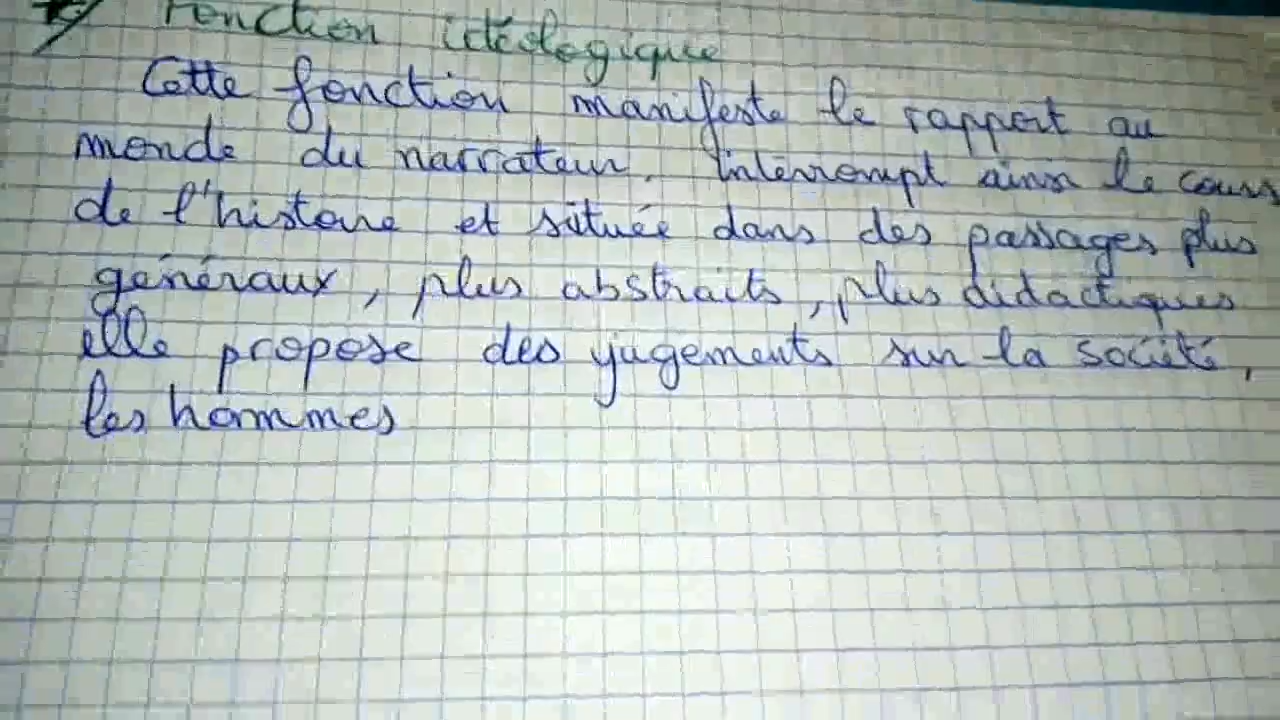 Fonction idéologique
Cette fonction manifeste le rapport au
monde du narrateur. Interrompt ainsi le cours
de l'histoire et située dans des passages plus
généraux, plus abstraits, plus didactiques
elle propose des jugements sur la société,
les hommes